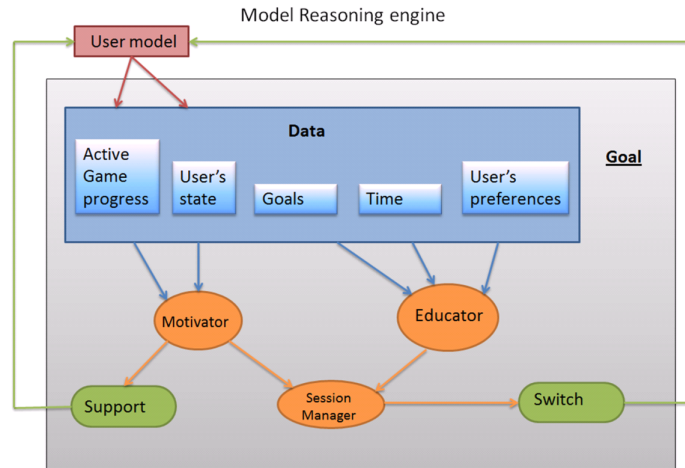 Model Reasoning engine
User model
Data
Goal
Active
Game
progress
User's
state
Goals
Time
User's
preferences
Motivator
Educator
Support
Session
Manager
Switch